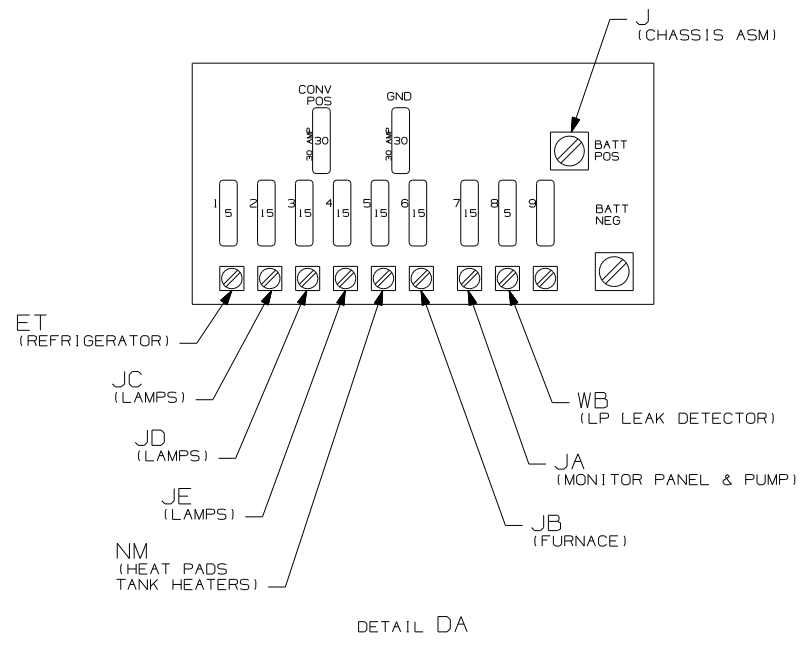 J
(CHASSIS ASM)
CONV
POS
GND
30 AMP
30
30 AMP
30
BATT
POS
1
5
2
15
3
15
4
15
5
15
6
15
7
15
8
5
9
BATT
NEG
ET
(REFRIGERATOR)
JC
(LAMPS)
WB
(LP LEAK DETECTOR)
JD
(LAMPS)
JA
(MONITOR PANEL & PUMP)
JE
(LAMPS)
JB
(FURNACE)
NM
(HEAT PADS
TANK HEATERS)
DETAIL DA